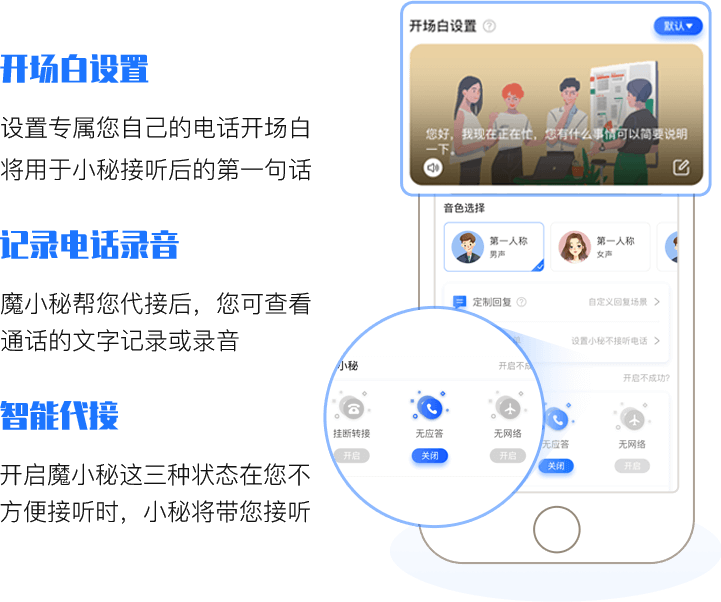 开场白设置
设置专属您自己的电话开场白
将用于小秘接听后的第一句话
记录电话录音
魔小秘帮您代接后，您可查看
通话的文字记录或录音
智能代接
开启魔小秘这三种状态在您不
方便接听时，小秘将带您接听
开场白设置
默认
您好，我现在正在忙，您有什么事情可以简要说明
一下。
音色选择
第一人称
男声
第一人称
女声
定制回复
自定义回复场景
设置小秘不接听电话
开启不成功?
无应答
关闭
无网络
开启
小秘
开启不成
挂断转接
开启
无应答
关闭
无网络
开启